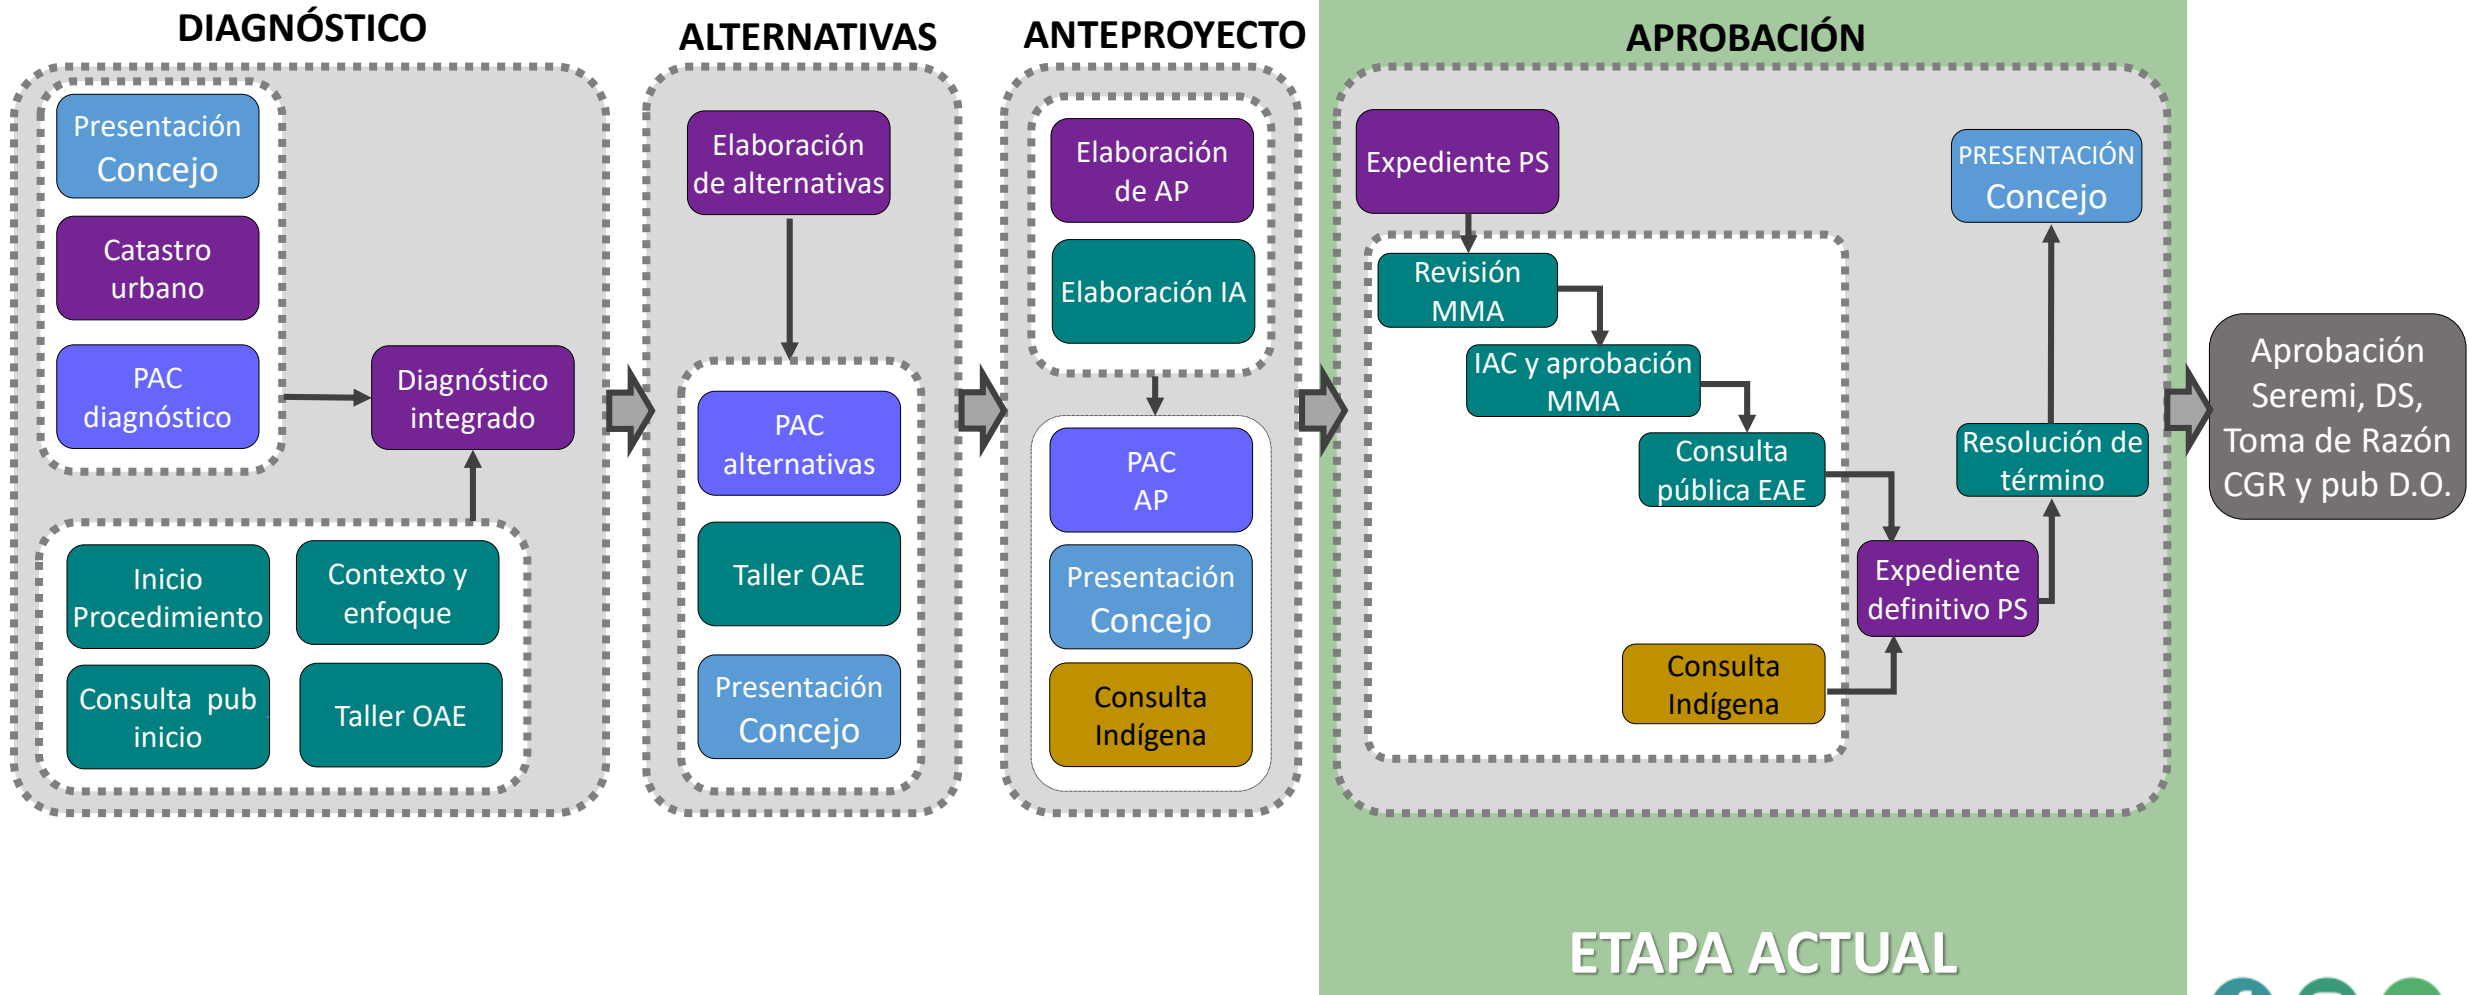 DIAGNÓSTICO
Presentación
Concejo
Catastro
urbano
PAC
diagnóstico
Diagnóstico
integrado
Inicio
Procedimiento
Contexto y
enfoque
Consulta pub
inicio
Taller OAE
ALTERNATIVAS
Elaboración
de alternativas
PAC
alternativas
Taller OAE
Presentación
Concejo
ANTEPROYECTO
Elaboración
de AP
Elaboración IA
PAC
AP
Presentación
Concejo
Consulta
Indígena
APROBACIÓN
Expediente PS
Revisión
MMA
IAC y aprobación
MMA
Consulta
pública EAE
Consulta
Indígena
Expediente
definitivo PS
Resolución de
término
PRESENTACIÓN
Concejo
Aprobación
Seremi, DS,
Toma de Razón
CGR y pub D.O.
ETAPA ACTUAL